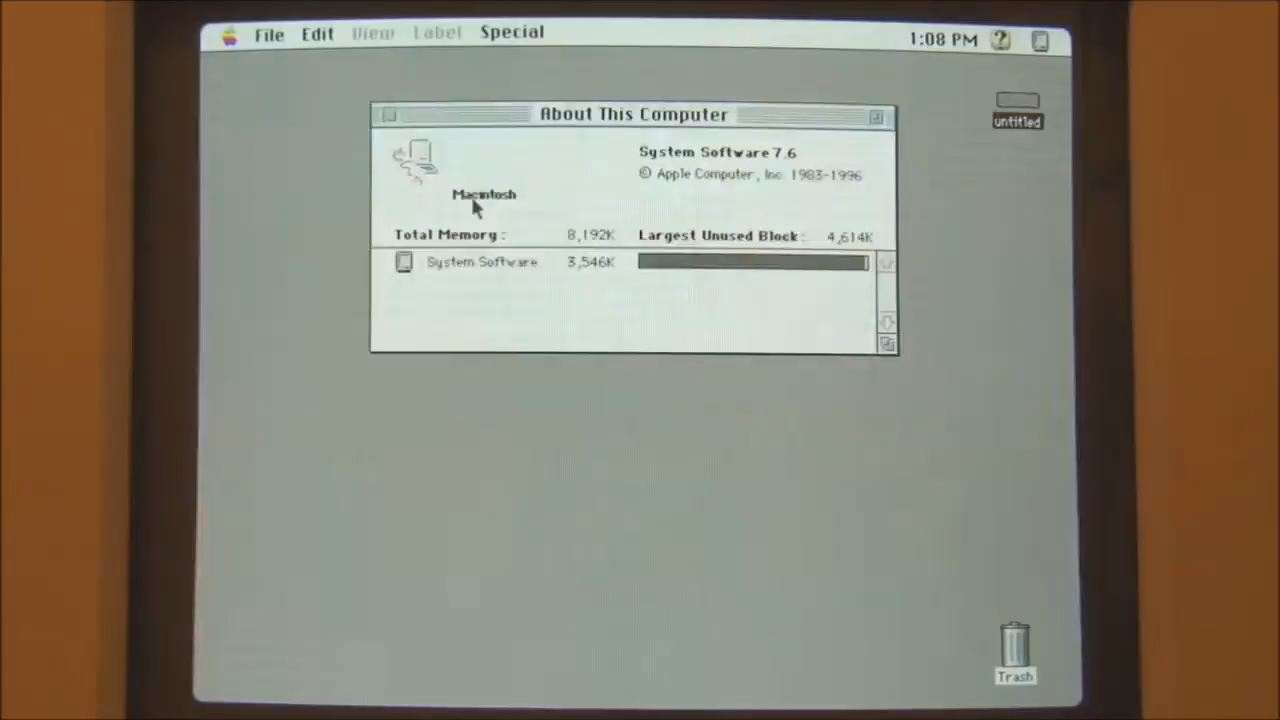 File Edit View Label Special 1:08 PM
untitled
About This Computer
System Software 7.6
© Apple Computer, Inc. 1983-1996
Macintosh
Total Memory : 8,192K Largest Unused Block : 4,614K
System Software 3,546K
Trash